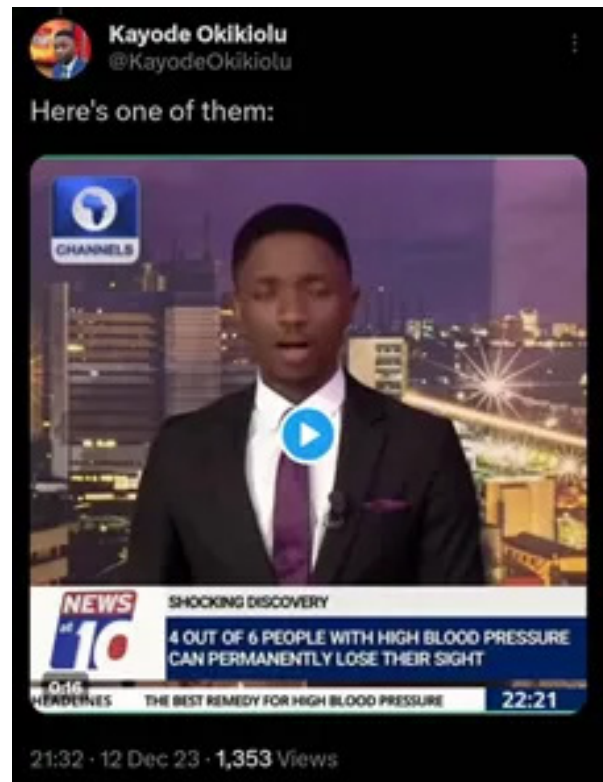 Kayode Okikiolu
@KayodeOkikiolu
Here's one of them:
CHANNELS
NEWS
at
10
SHOCKING DISCOVERY
4 OUT OF 6 PEOPLE WITH HIGH BLOOD PRESSURE
CAN PERMANENTLY LOSE THEIR SIGHT
0:16
HEADLINES THE BEST REMEDY FOR HIGH BLOOD PRESSURE 22:21
21:32 · 12 Dec 23 · 1,353 Views